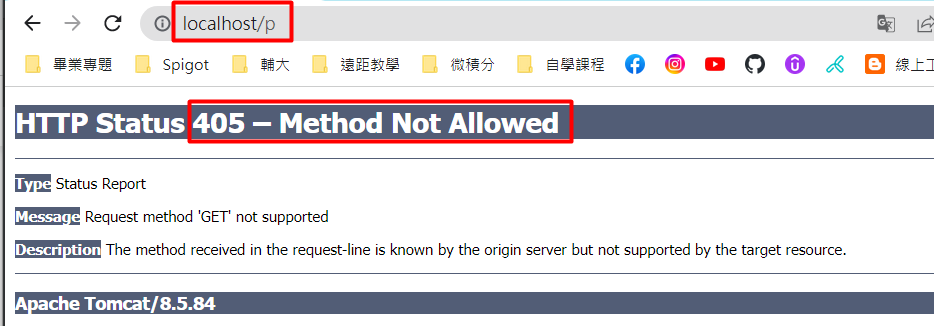 localhost/p
畢業專題 Spigot 輔大 遠距教學 微積分 自學課程 線上工
HTTP Status 405 – Method Not Allowed
Type Status Report
Message Request method 'GET' not supported
Description The method received in the request-line is known by the origin server but not supported by the target resource.
Apache Tomcat/8.5.84